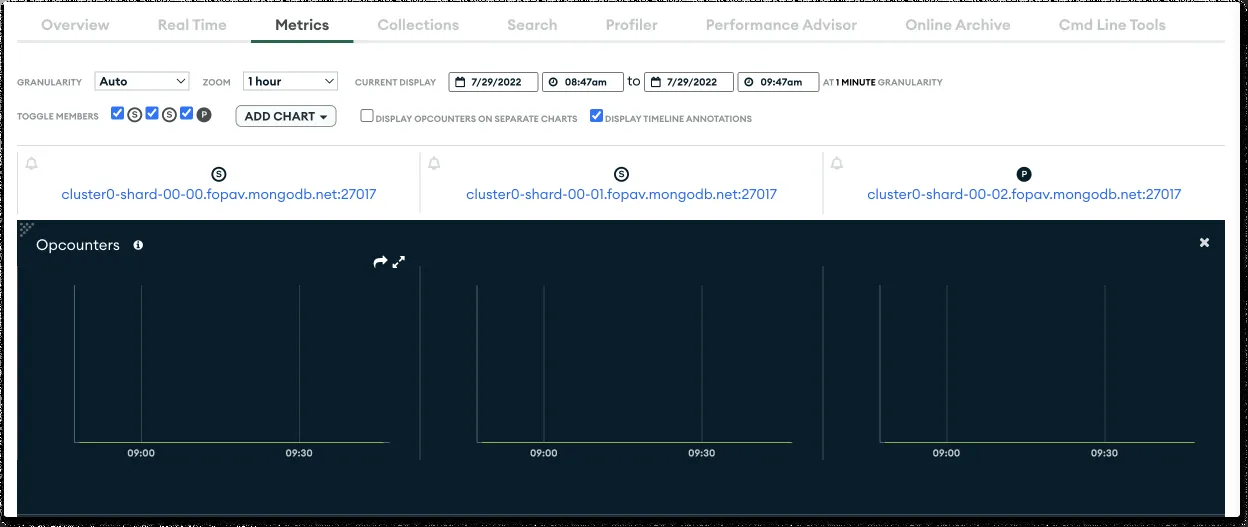 Overview Real Time Metrics Collections Search Profiler Performance Advisor Online Archive Cmd Line Tools
GRANULARITY Auto ZOOM 1 hour CURRENT DISPLAY 7/29/2022 08:47am to 7/29/2022 09:47am AT 1 MINUTE GRANULARITY
TOGGLE MEMBERS S S P ADD CHART DISPLAY OPCOUNTERS ON SEPARATE CHARTS DISPLAY TIMELINE ANNOTATIONS
S S P
cluster0-shard-00-00.fopav.mongodb.net:27017 cluster0-shard-00-01.fopav.mongodb.net:27017 cluster0-shard-00-02.fopav.mongodb.net:27017
Opcounters
09:00 09:30 09:00 09:30 09:00 09:30